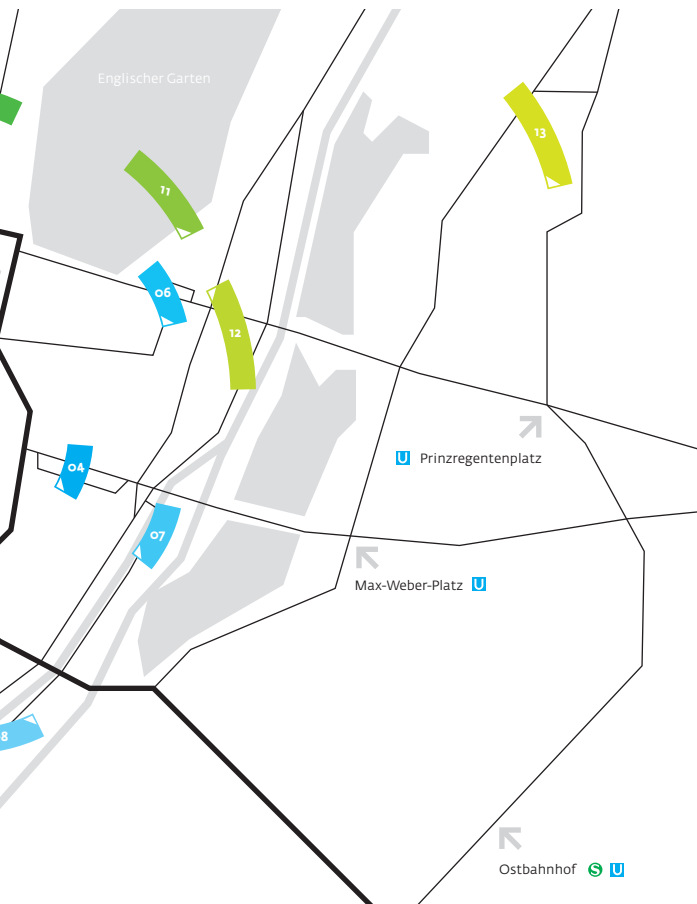 Englischer Garten
13
11
06
12
U Prinzregentenplatz
04
07
Max-Weber-Platz U
8
Ostbahnhof S U